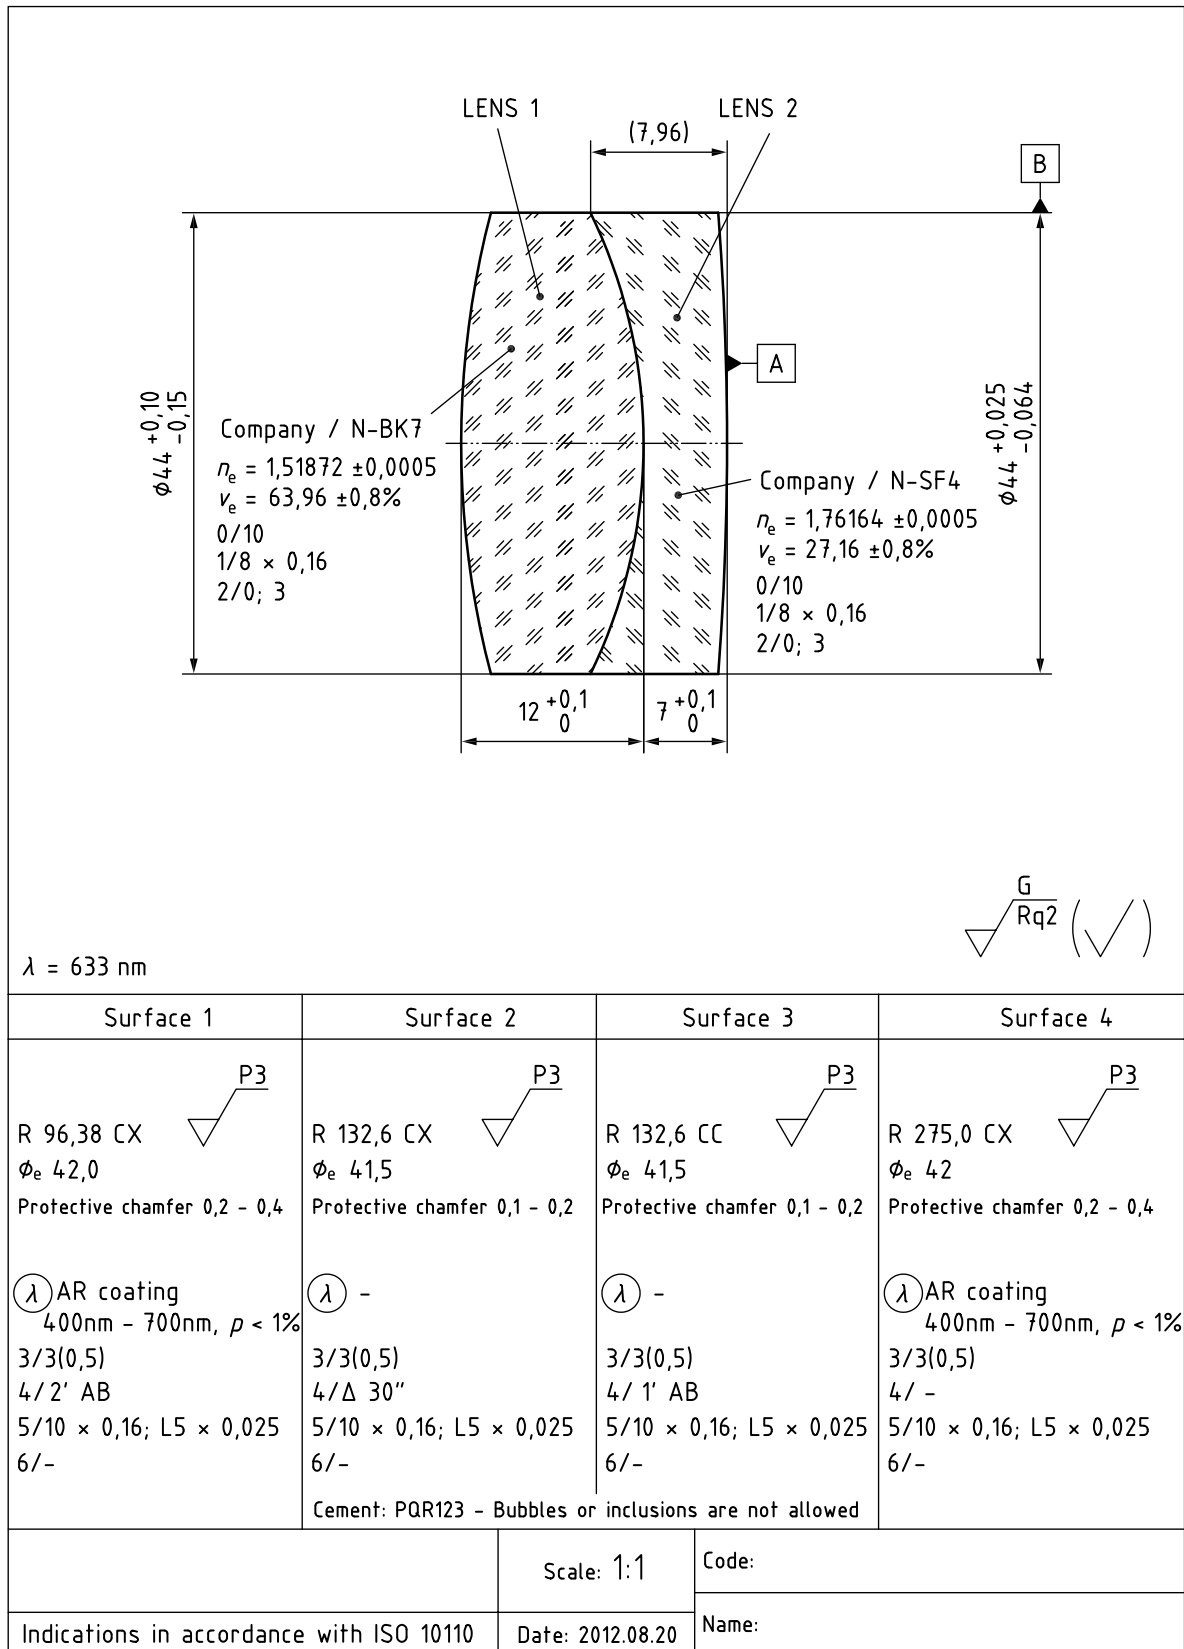 LENS 1
LENS 2
(7,96)
B
A
ϕ44 +0,10 -0,15
Company / N-BK7
nₑ = 1,51872 ±0,0005
νₑ = 63,96 ±0,8%
0/10
1/8 × 0,16
2/0; 3
ϕ44 +0,025 -0,064
Company / N-SF4
nₑ = 1,76164 ±0,0005
νₑ = 27,16 ±0,8%
0/10
1/8 × 0,16
2/0; 3
12 +0,1 0
7 +0,1 0
G
Rq2
λ = 633 nm
Surface 1
P3
R 96,38 CX
ϕₑ 42,0
Protective chamfer 0,2 - 0,4
λ AR coating
400nm - 700nm, p < 1%
3/3(0,5)
4/ 2' AB
5/10 × 0,16; L5 × 0,025
6/-
Surface 2
P3
R 132,6 CX
ϕₑ 41,5
Protective chamfer 0,1 - 0,2
λ -
3/3(0,5)
4/Δ 30"
5/10 × 0,16; L5 × 0,025
6/-
Surface 3
P3
R 132,6 CC
ϕₑ 41,5
Protective chamfer 0,1 - 0,2
λ -
3/3(0,5)
4/ 1' AB
5/10 × 0,16; L5 × 0,025
6/-
Surface 4
P3
R 275,0 CX
ϕₑ 42
Protective chamfer 0,2 - 0,4
λ AR coating
400nm - 700nm, p < 1%
3/3(0,5)
4/ -
5/10 × 0,16; L5 × 0,025
6/-
Cement: PQR123 - Bubbles or inclusions are not allowed
Scale: 1:1
Code:
Indications in accordance with ISO 10110
Date: 2012.08.20
Name: